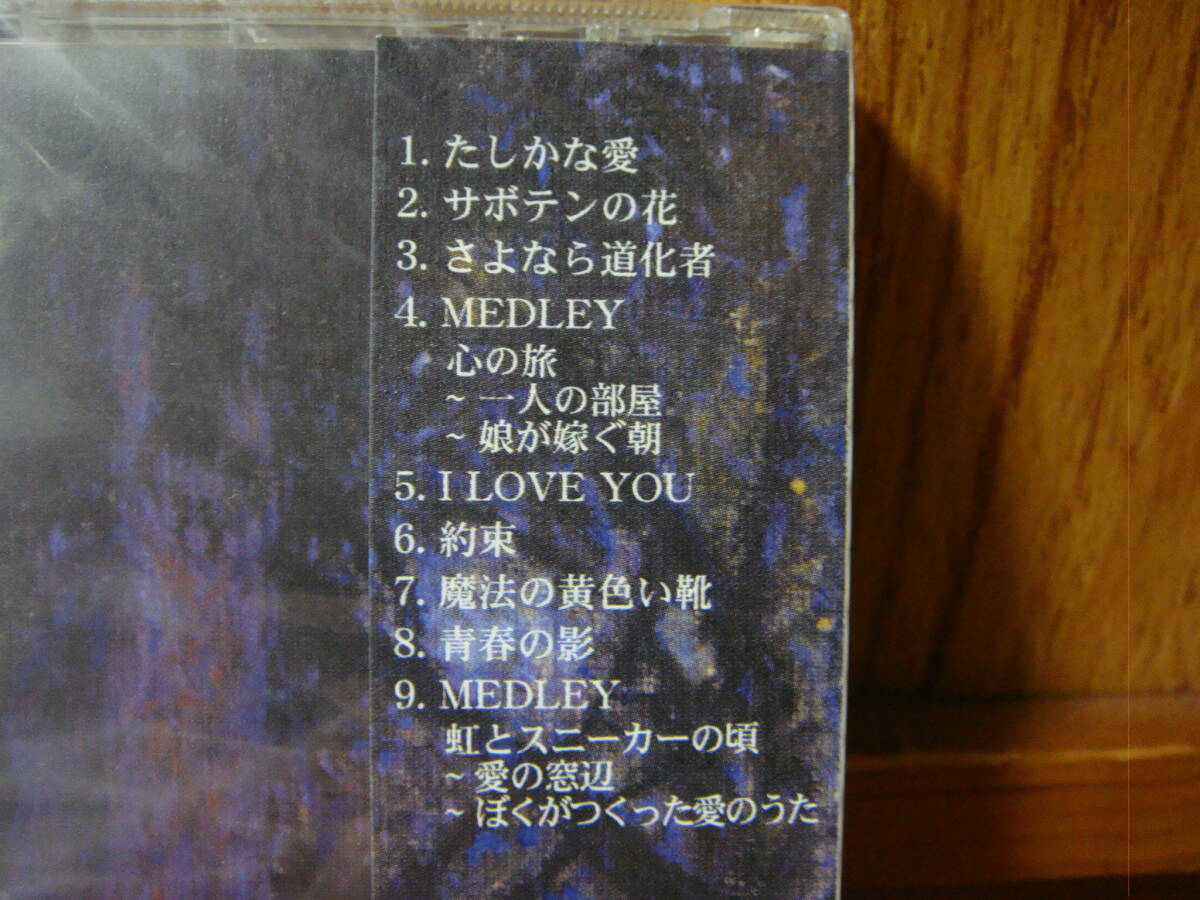 1. たしかな愛
2. サボテンの花
3. さよなら道化者
4. MEDLEY
心の旅
~ 一人の部屋
~ 娘が嫁ぐ朝
5. I LOVE YOU
6. 約束
7. 魔法の黄色い靴
8. 青春の影
9. MEDLEY
虹とスニーカーの頃
~ 愛の窓辺
~ ぼくがつくった愛のうた